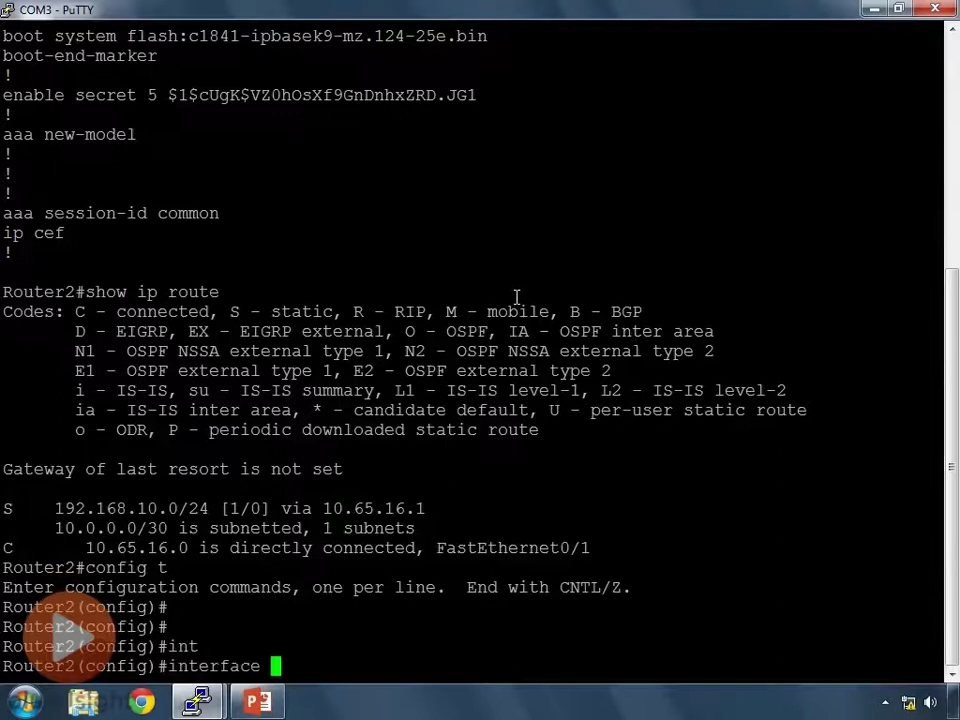 COM3 - PuTTY
boot system flash:c1841-ipbasek9-mz.124-25e.bin
boot-end-marker
!
enable secret 5 $1$cUgK$VZ0hOsXf9GnDnhxZRD.JG1
!
aaa new-model
!
!
!
aaa session-id common
ip cef
!
Router2#show ip route
Codes: C - connected, S - static, R - RIP, M - mobile, B - BGP
D - EIGRP, EX - EIGRP external, O - OSPF, IA - OSPF inter area
N1 - OSPF NSSA external type 1, N2 - OSPF NSSA external type 2
E1 - OSPF external type 1, E2 - OSPF external type 2
i - IS-IS, su - IS-IS summary, L1 - IS-IS level-1, L2 - IS-IS level-2
ia - IS-IS inter area, * - candidate default, U - per-user static route
o - ODR, P - periodic downloaded static route
Gateway of last resort is not set
S 192.168.10.0/24 [1/0] via 10.65.16.1
10.0.0.0/30 is subnetted, 1 subnets
C 10.65.16.0 is directly connected, FastEthernet0/1
Router2#config t
Enter configuration commands, one per line. End with CNTL/Z.
Router2(config)#
Router2(config)#
Router2(config)#int
Router2(config)#interface